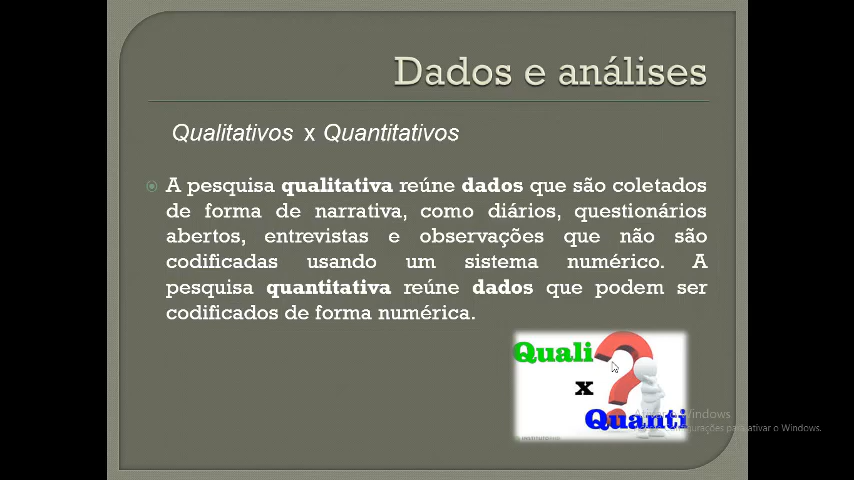 Dados e análises
Qualitativos x Quantitativos
A pesquisa qualitativa reúne dados que são coletados
de forma de narrativa, como diários, questionários
abertos, entrevistas e observações que não são
codificadas usando um sistema numérico. A
pesquisa quantitativa reúne dados que podem ser
codificados de forma numérica.
Quali
x
Quanti
Windows
ativar o Windows.